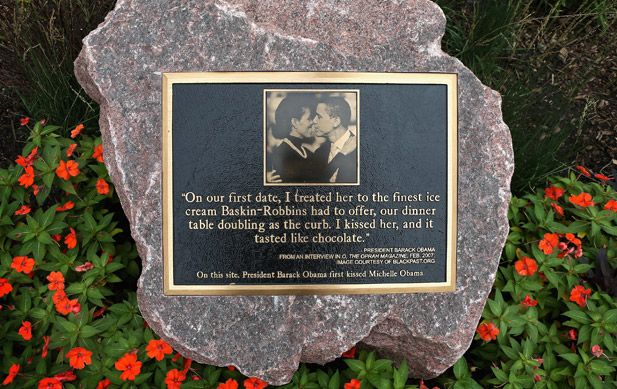 "On our first date, I treated her to the finest ice
cream Baskin-Robbins had to offer, our dinner
table doubling as the curb. I kissed her, and it
tasted like chocolate."
PRESIDENT BARACK OBAMA
FROM AN INTERVIEW IN O, THE OPRAH MAGAZINE, FEB. 2007
IMAGE COURTESY OF BLACKPAST.ORG
On this site, President Barack Obama first kissed Michelle Obama